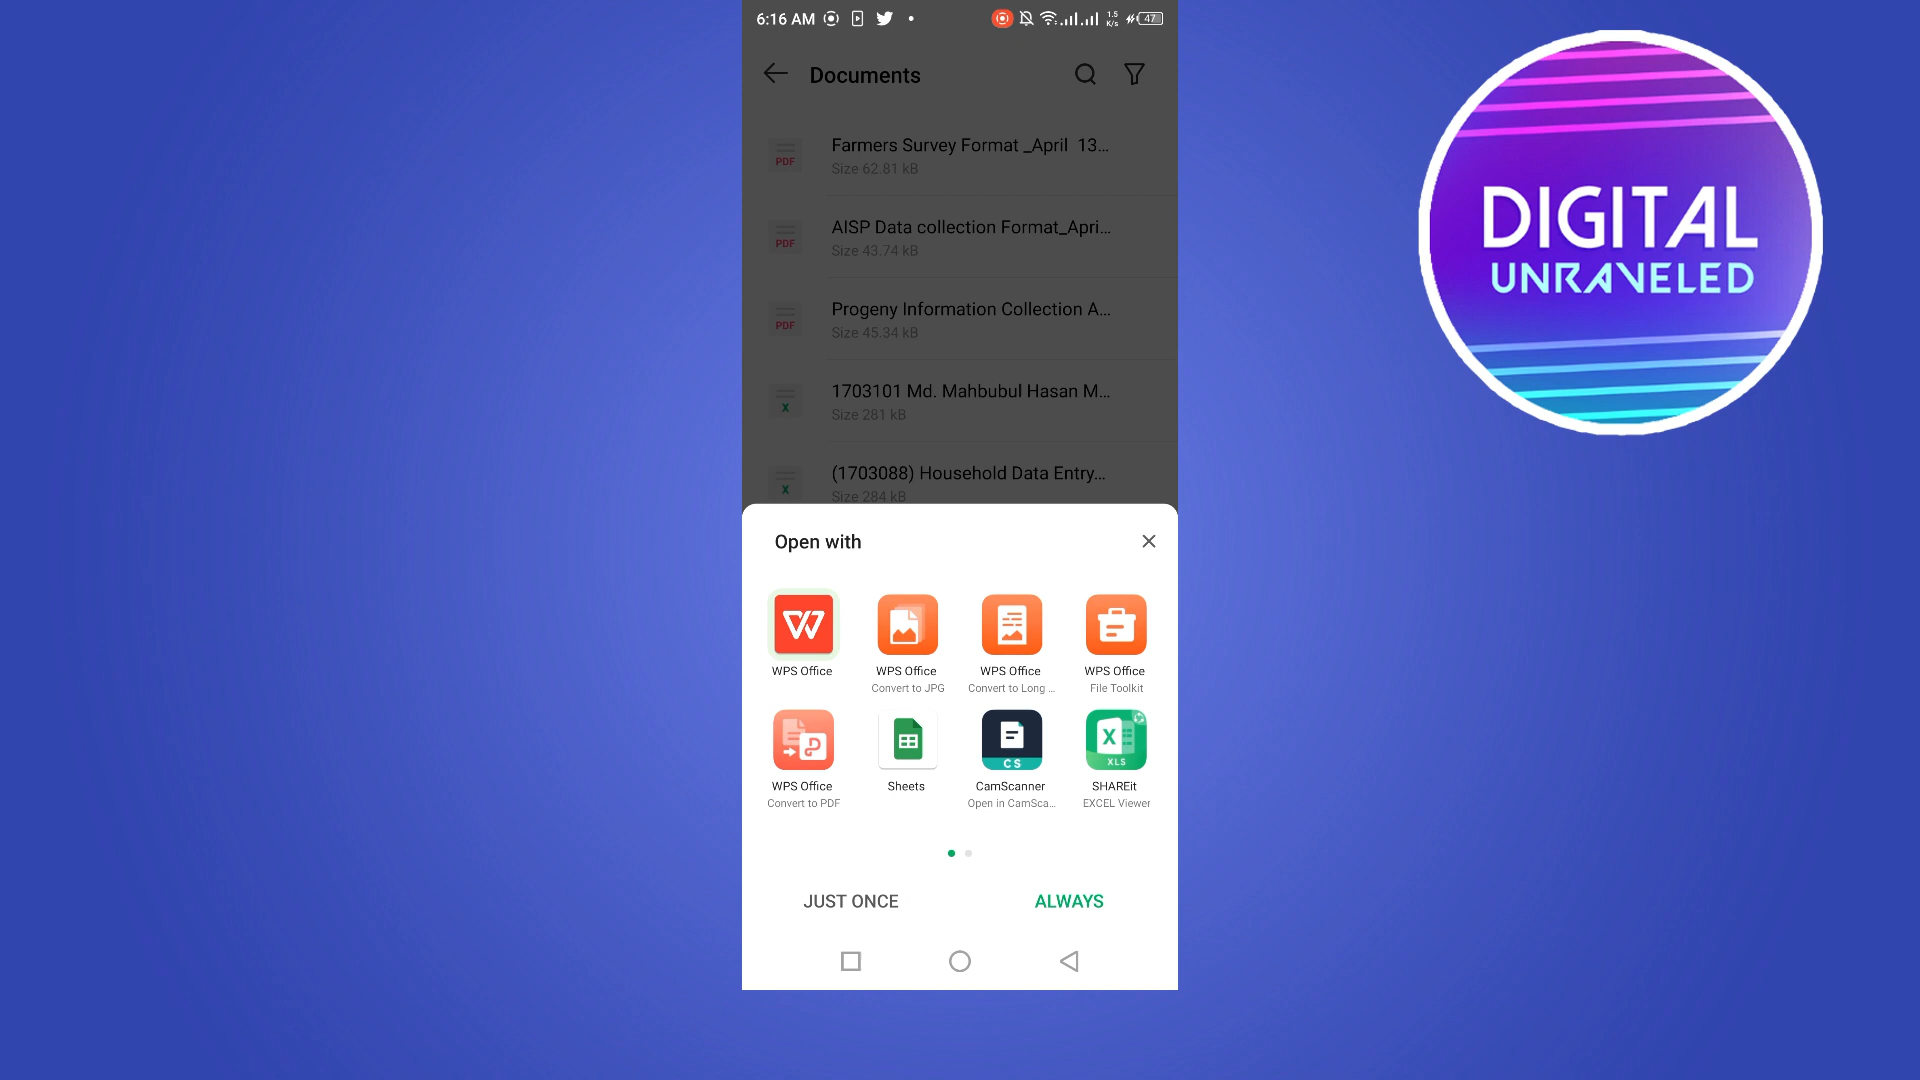 6:16 AM
1.5
K/s
47
Documents
PDF
Farmers Survey Format _April 13...
Size 62.81 kB
PDF
AISP Data collection Format_Apri...
Size 43.74 kB
PDF
Progeny Information Collection A...
Size 45.34 kB
X
1703101 Md. Mahbubul Hasan M...
Size 281 kB
X
(1703088) Household Data Entry...
Size 284 kB
Open with
WPS Office
WPS Office
Convert to JPG
WPS Office
Convert to Long ...
WPS Office
File Toolkit
WPS Office
Convert to PDF
Sheets
CS
CamScanner
Open in CamSca...
X
XLS
SHAREit
EXCEL Viewer
JUST ONCE
ALWAYS
DIGITAL
UNRAVELED